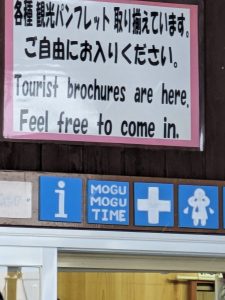 各種 観光パンフレット 取り揃えています。
ご自由にお入りください。
Tourist brochures are here.
Feel free to come in.
i
MOGU
MOGU
TIME